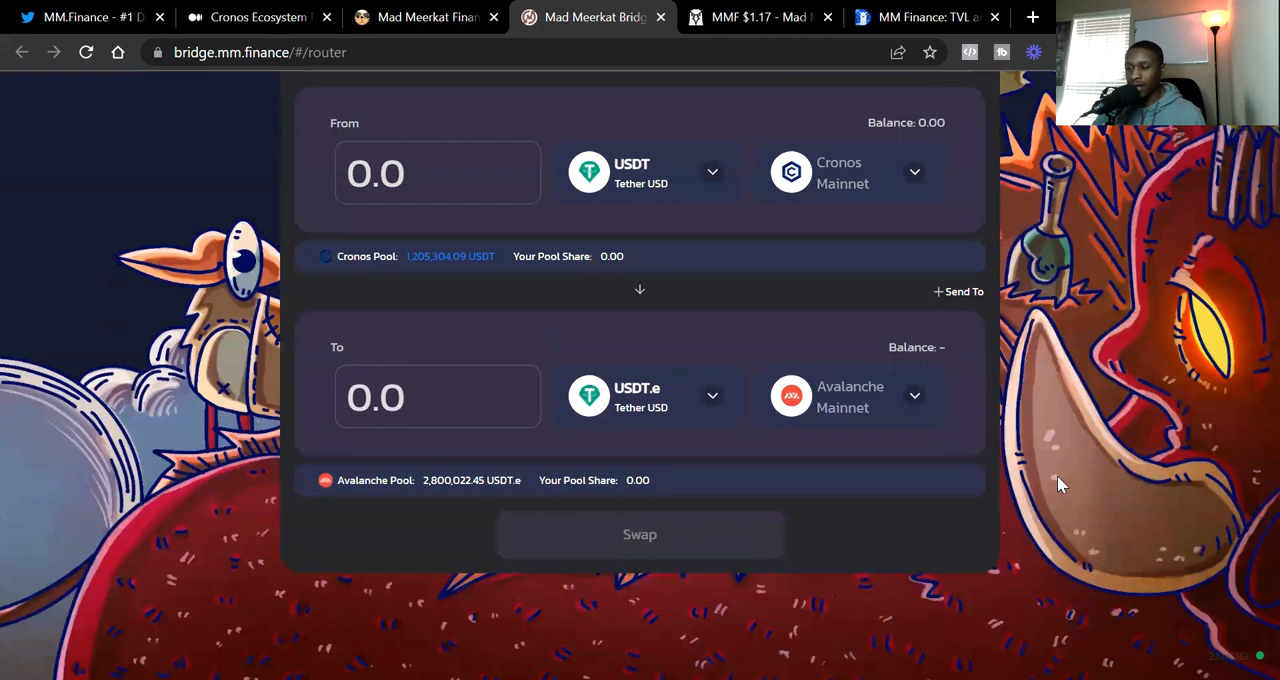 MM.Finance - #1 D
Cronos Ecosystem
Mad Meerkat Finan
Mad Meerkat Bridg
MMF $1.17 - Mad
MM Finance: TVL a
bridge.mm.finance/#/router
From
Balance: 0.00
0.0
USDT
Tether USD
Cronos
Mainnet
Cronos Pool: 1,205,304.09 USDT Your Pool Share: 0.00
+ Send To
To
Balance: -
0.0
USDT.e
Tether USD
Avalanche
Mainnet
Avalanche Pool: 2,800,022.45 USDT.e Your Pool Share: 0.00
Swap